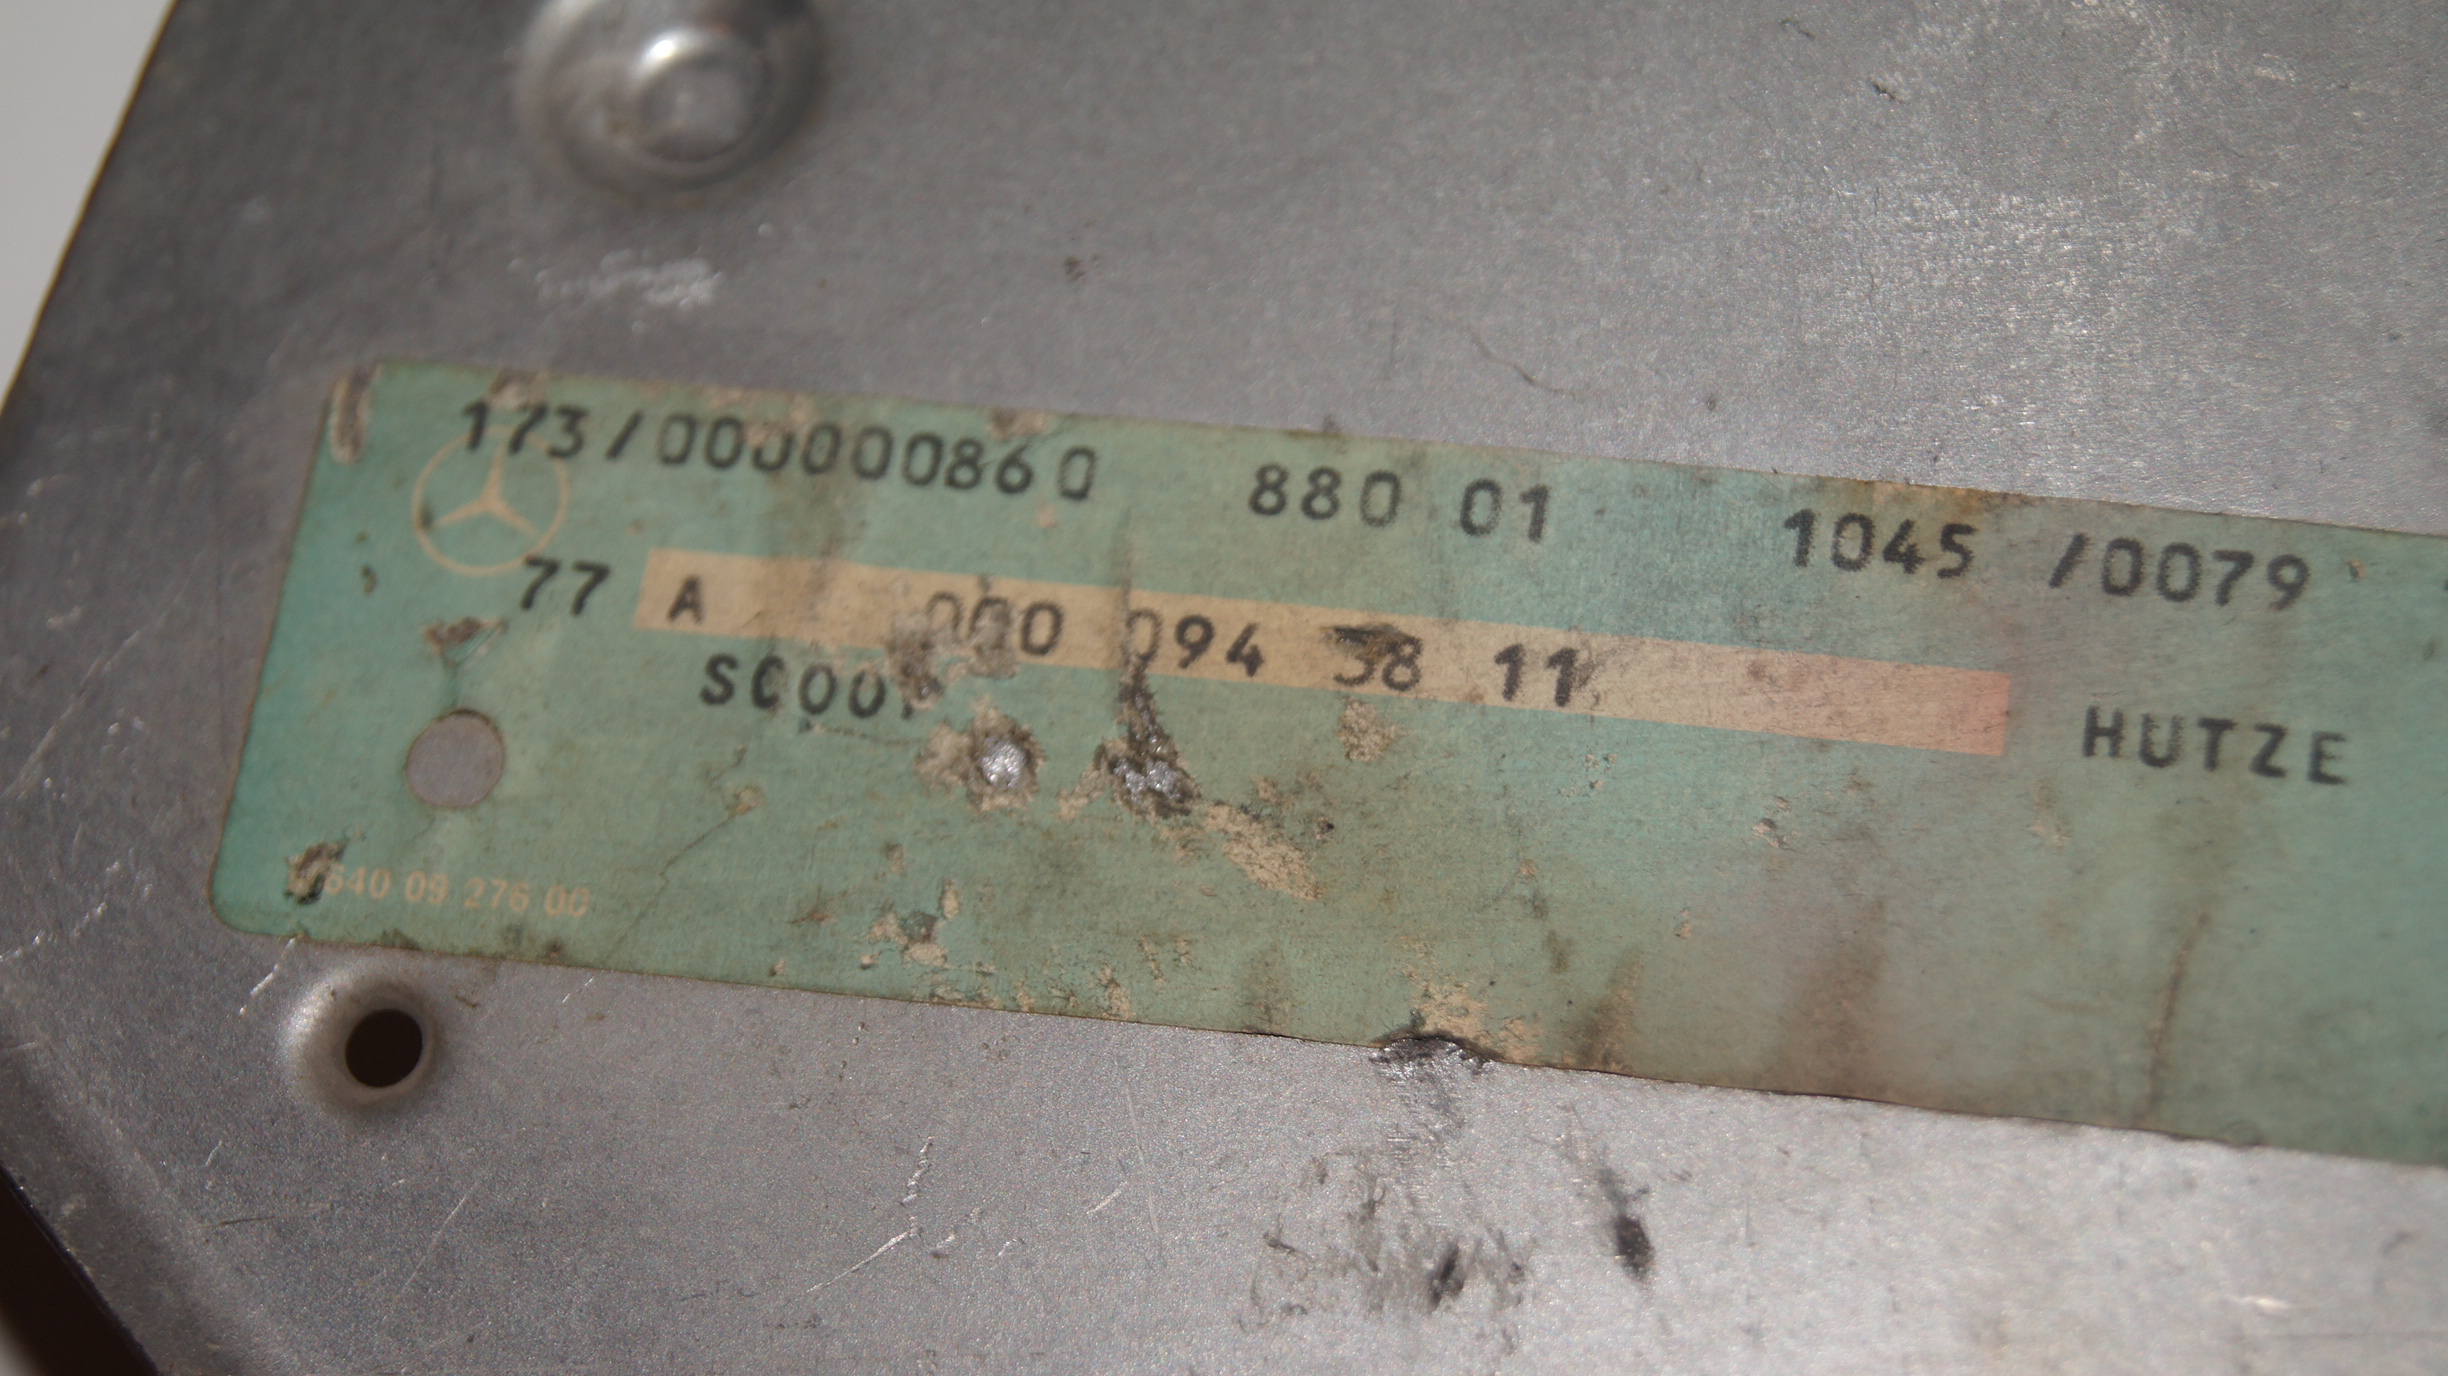 173/000000860 880 01 1045 /0079
77 A 000 094 38 11
HUTZE
640 09 276 00